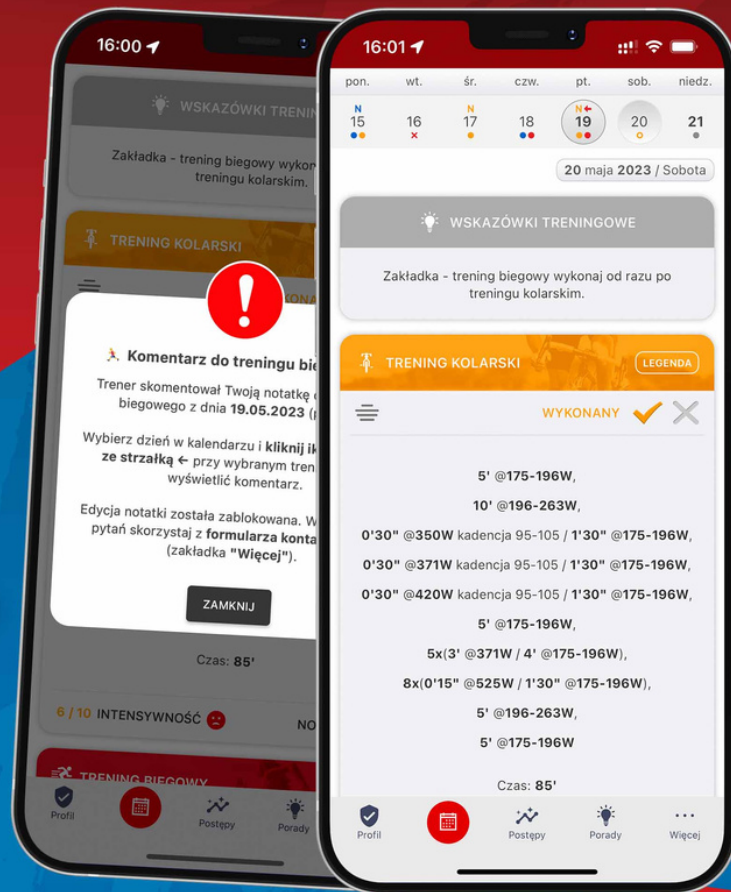 16:00
WSKAZÓWKI TRENIN
Zakładka - trening biegowy wykon
treningu kolarskim.
TRENING KOLARSKI
Komentarz do treningu bie
Trener skomentował Twoją notatkę
biegowego z dnia 19.05.2023 (
Wybierz dzień w kalendarzu i kliknij ik
ze strzałką ← przy wybranym tren
wyświetlić komentarz.
Edycja notatki została zablokowana. W
pytań skorzystaj z formularza konta
(zakładka "Więcej").
ZAMKNIJ
Czas: 85'
6 / 10 INTENSYWNOŚĆ
NO
TRENING BIEGOWY
Profil
Postępy
Porady
16:01
pon. wt. śr. czw. pt. sob. niedz.
N N N←
15 16 17 18 19 20 21
20 maja 2023 / Sobota
WSKAZÓWKI TRENINGOWE
Zakładka - trening biegowy wykonaj od razu po
treningu kolarskim.
TRENING KOLARSKI LEGENDA
WYKONANY
5' @175-196W,
10' @196-263W,
0'30" @350W kadencja 95-105 / 1'30" @175-196W,
0'30" @371W kadencja 95-105 / 1'30" @175-196W,
0'30" @420W kadencja 95-105 / 1'30" @175-196W,
5' @175-196W,
5x(3' @371W / 4' @175-196W),
8x(0'15" @525W / 1'30" @175-196W),
5' @196-263W,
5' @175-196W
Czas: 85'
Profil Postępy Porady Więcej